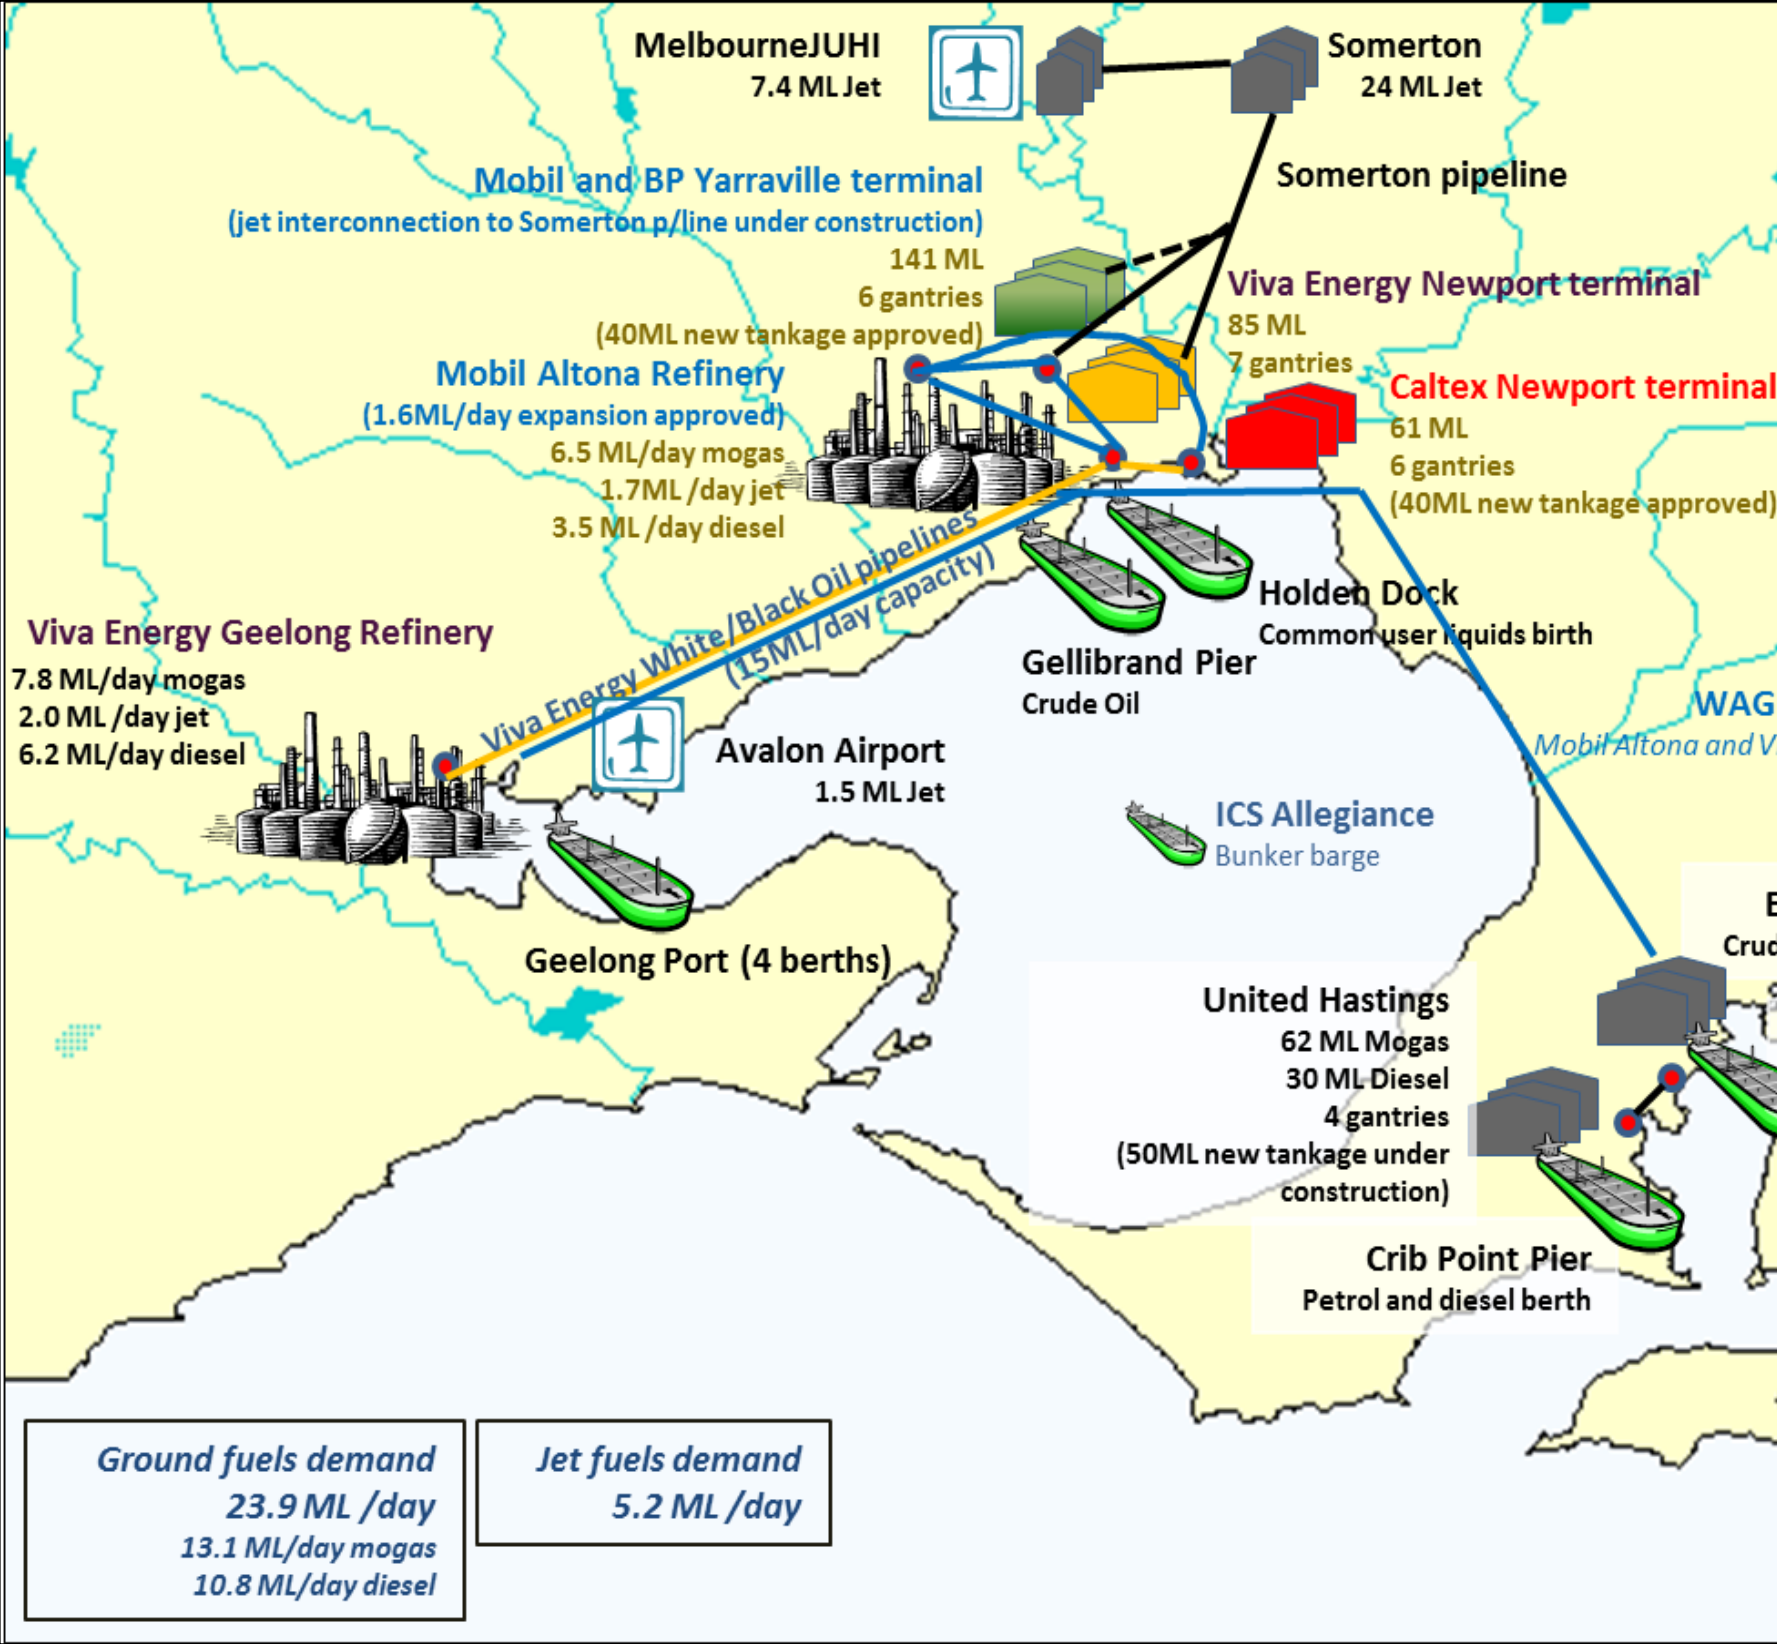 MelbourneJUHI
7.4 ML Jet
Somerton
24 ML Jet
Somerton pipeline
Mobil and BP Yarraville terminal
(jet interconnection to Somerton p/line under construction)
141 ML
6 gantries
(40ML new tankage approved)
Viva Energy Newport terminal
85 ML
7 gantries
Mobil Altona Refinery
(1.6ML/day expansion approved)
6.5 ML/day mogas
1.7ML /day jet
3.5 ML /day diesel
Caltex Newport terminal
61 ML
6 gantries
(40ML new tankage approved)
Viva Energy White/Black Oil pipelines
(15ML/day capacity)
Holden Dock
Common user liquids birth
Gellibrand Pier
Crude Oil
Viva Energy Geelong Refinery
7.8 ML/day mogas
2.0 ML /day jet
6.2 ML/day diesel
WAG
Mobil Altona and V
Avalon Airport
1.5 ML Jet
ICS Allegiance
Bunker barge
Crud
Geelong Port (4 berths)
United Hastings
62 ML Mogas
30 ML Diesel
4 gantries
(50ML new tankage under
construction)
Crib Point Pier
Petrol and diesel berth
Ground fuels demand
23.9 ML /day
13.1 ML/day mogas
10.8 ML/day diesel
Jet fuels demand
5.2 ML /day